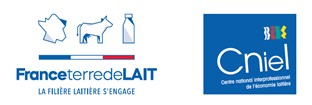 FranceterredeLAIT
LA FILIÈRE LAITIÈRE S'ENGAGE
Cniel
Centre national interprofessionnel
de l'économie laitière